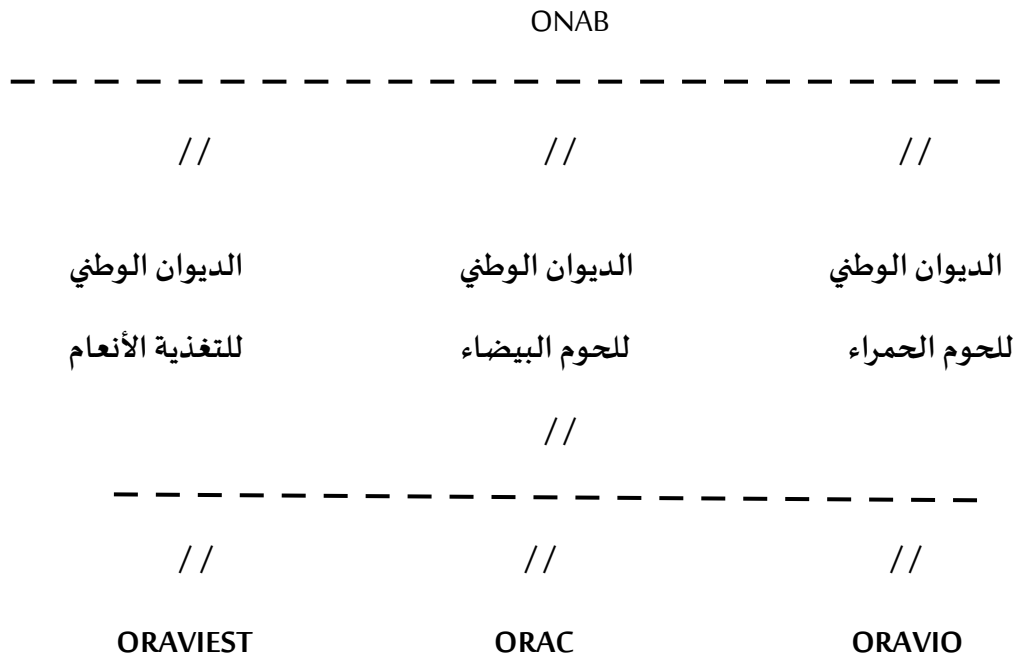 ONAB
// // //
الديوان الوطني الديوان الوطني الديوان الوطني
للحوم الحمراء للحوم البيضاء للتغذية الأنعام
//
// // //
ORAVIEST ORAC ORAVIO